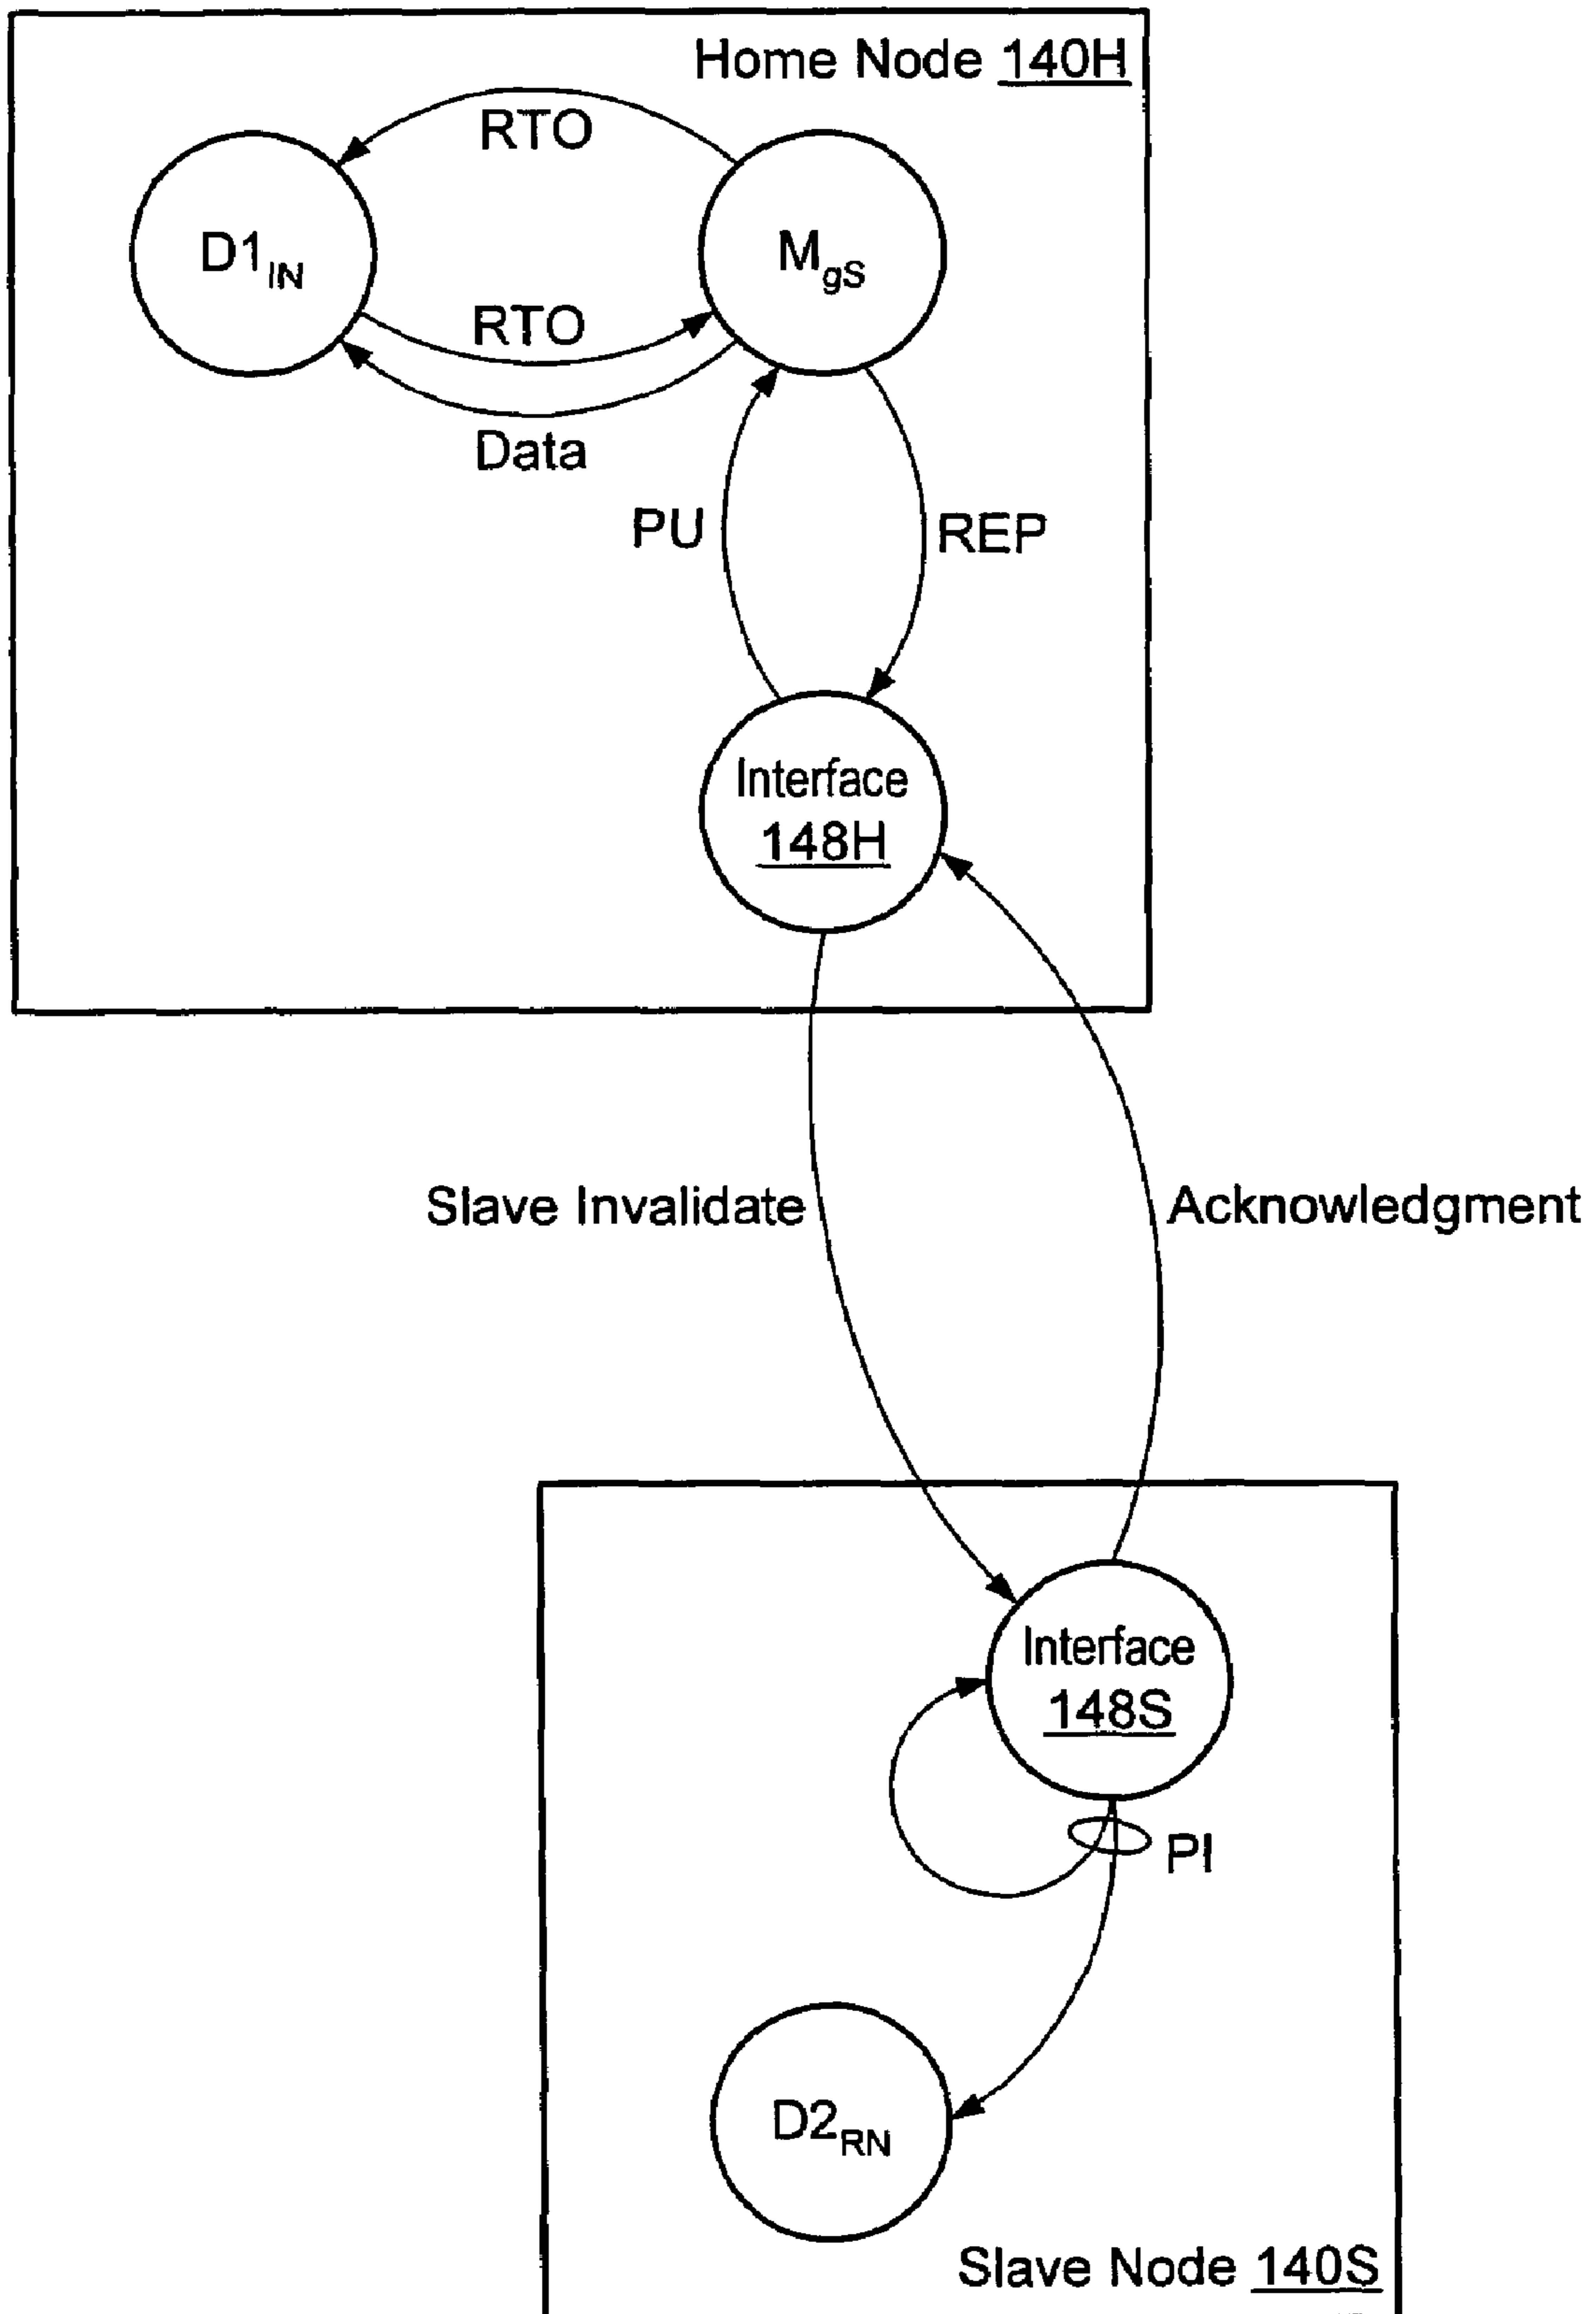 Home Node 140H
RTO
D1IN
MgS
RTO
Data
PU
REP
Interface
148H
Slave Invalidate
Acknowledgment
Interface
148S
PI
D2RN
Slave Node 140S